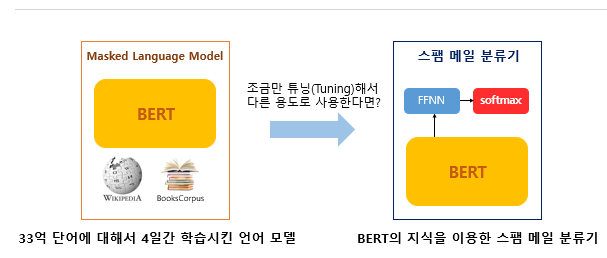 Masked Language Model
BERT
WIKIPEDIA
BooksCorpus
33억 단어에 대해서 4일간 학습시킨 언어 모델
조금만 튜닝(Tuning)해서
다른 용도로 사용한다면?
스팸 메일 분류기
FFNN
softmax
BERT
BERT의 지식을 이용한 스팸 메일 분류기